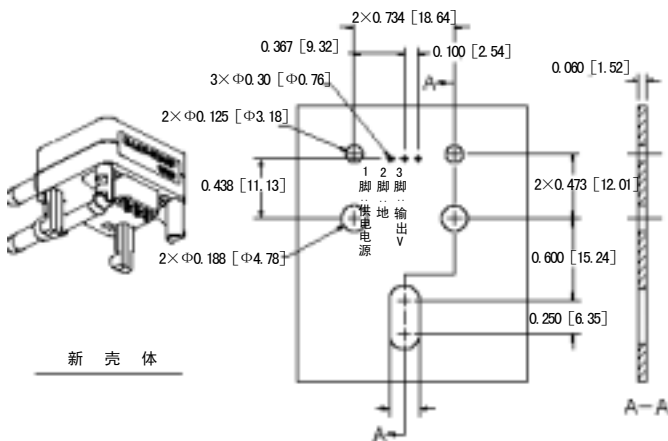 2×0.734 [18.64]
0.367 [9.32]
0.100 [2.54]
3×Φ0.30 [Φ0.76]
A
0.060 [1.52]
2×Φ0.125 [Φ3.18]
0.438 [11.13]
1脚:供电电源
2脚:地
3脚:输出V
2×0.473 [12.01]
2×Φ0.188 [Φ4.78]
0.600 [15.24]
0.250 [6.35]
新壳体
A
A-A